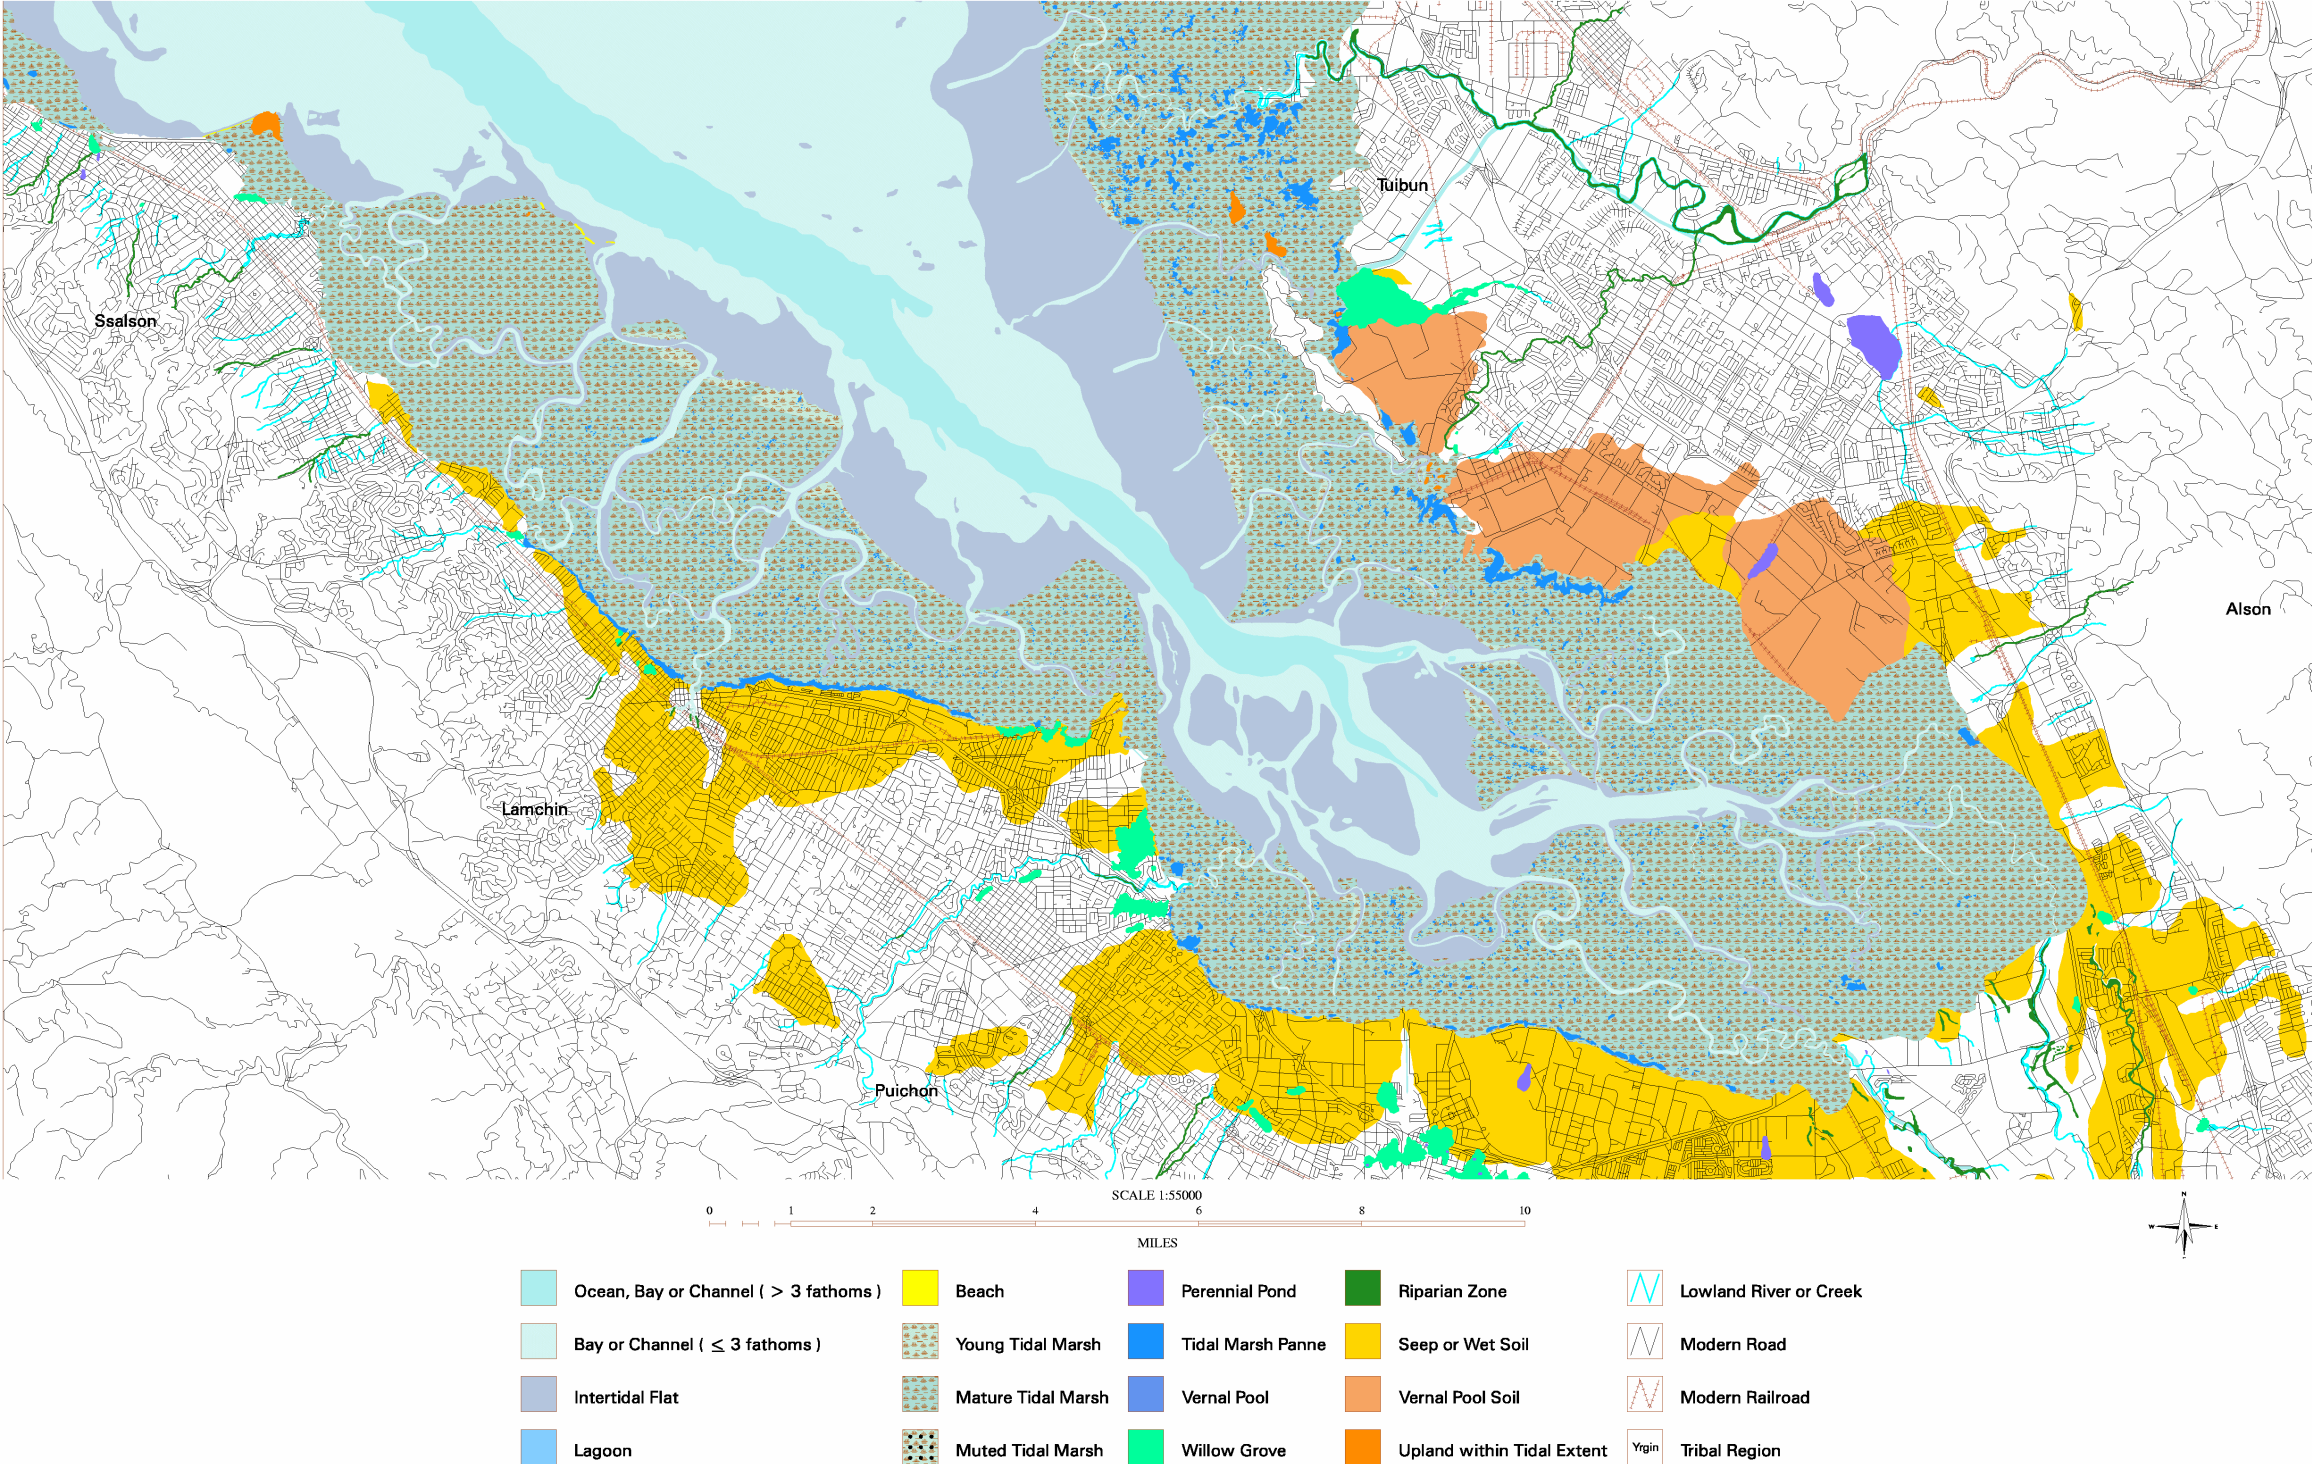 Tuibun
Ssalson
Alson
Lamchin
Puichon
SCALE 1:55000
0 1 2 4 6 8 10
MILES
N
W E
Ocean, Bay or Channel ( > 3 fathoms )
Bay or Channel ( ≤ 3 fathoms )
Intertidal Flat
Lagoon
Beach
Young Tidal Marsh
Mature Tidal Marsh
Muted Tidal Marsh
Perennial Pond
Tidal Marsh Panne
Vernal Pool
Willow Grove
Riparian Zone
Seep or Wet Soil
Vernal Pool Soil
Upland within Tidal Extent
Lowland River or Creek
Modern Road
Modern Railroad
Yrgin Tribal Region